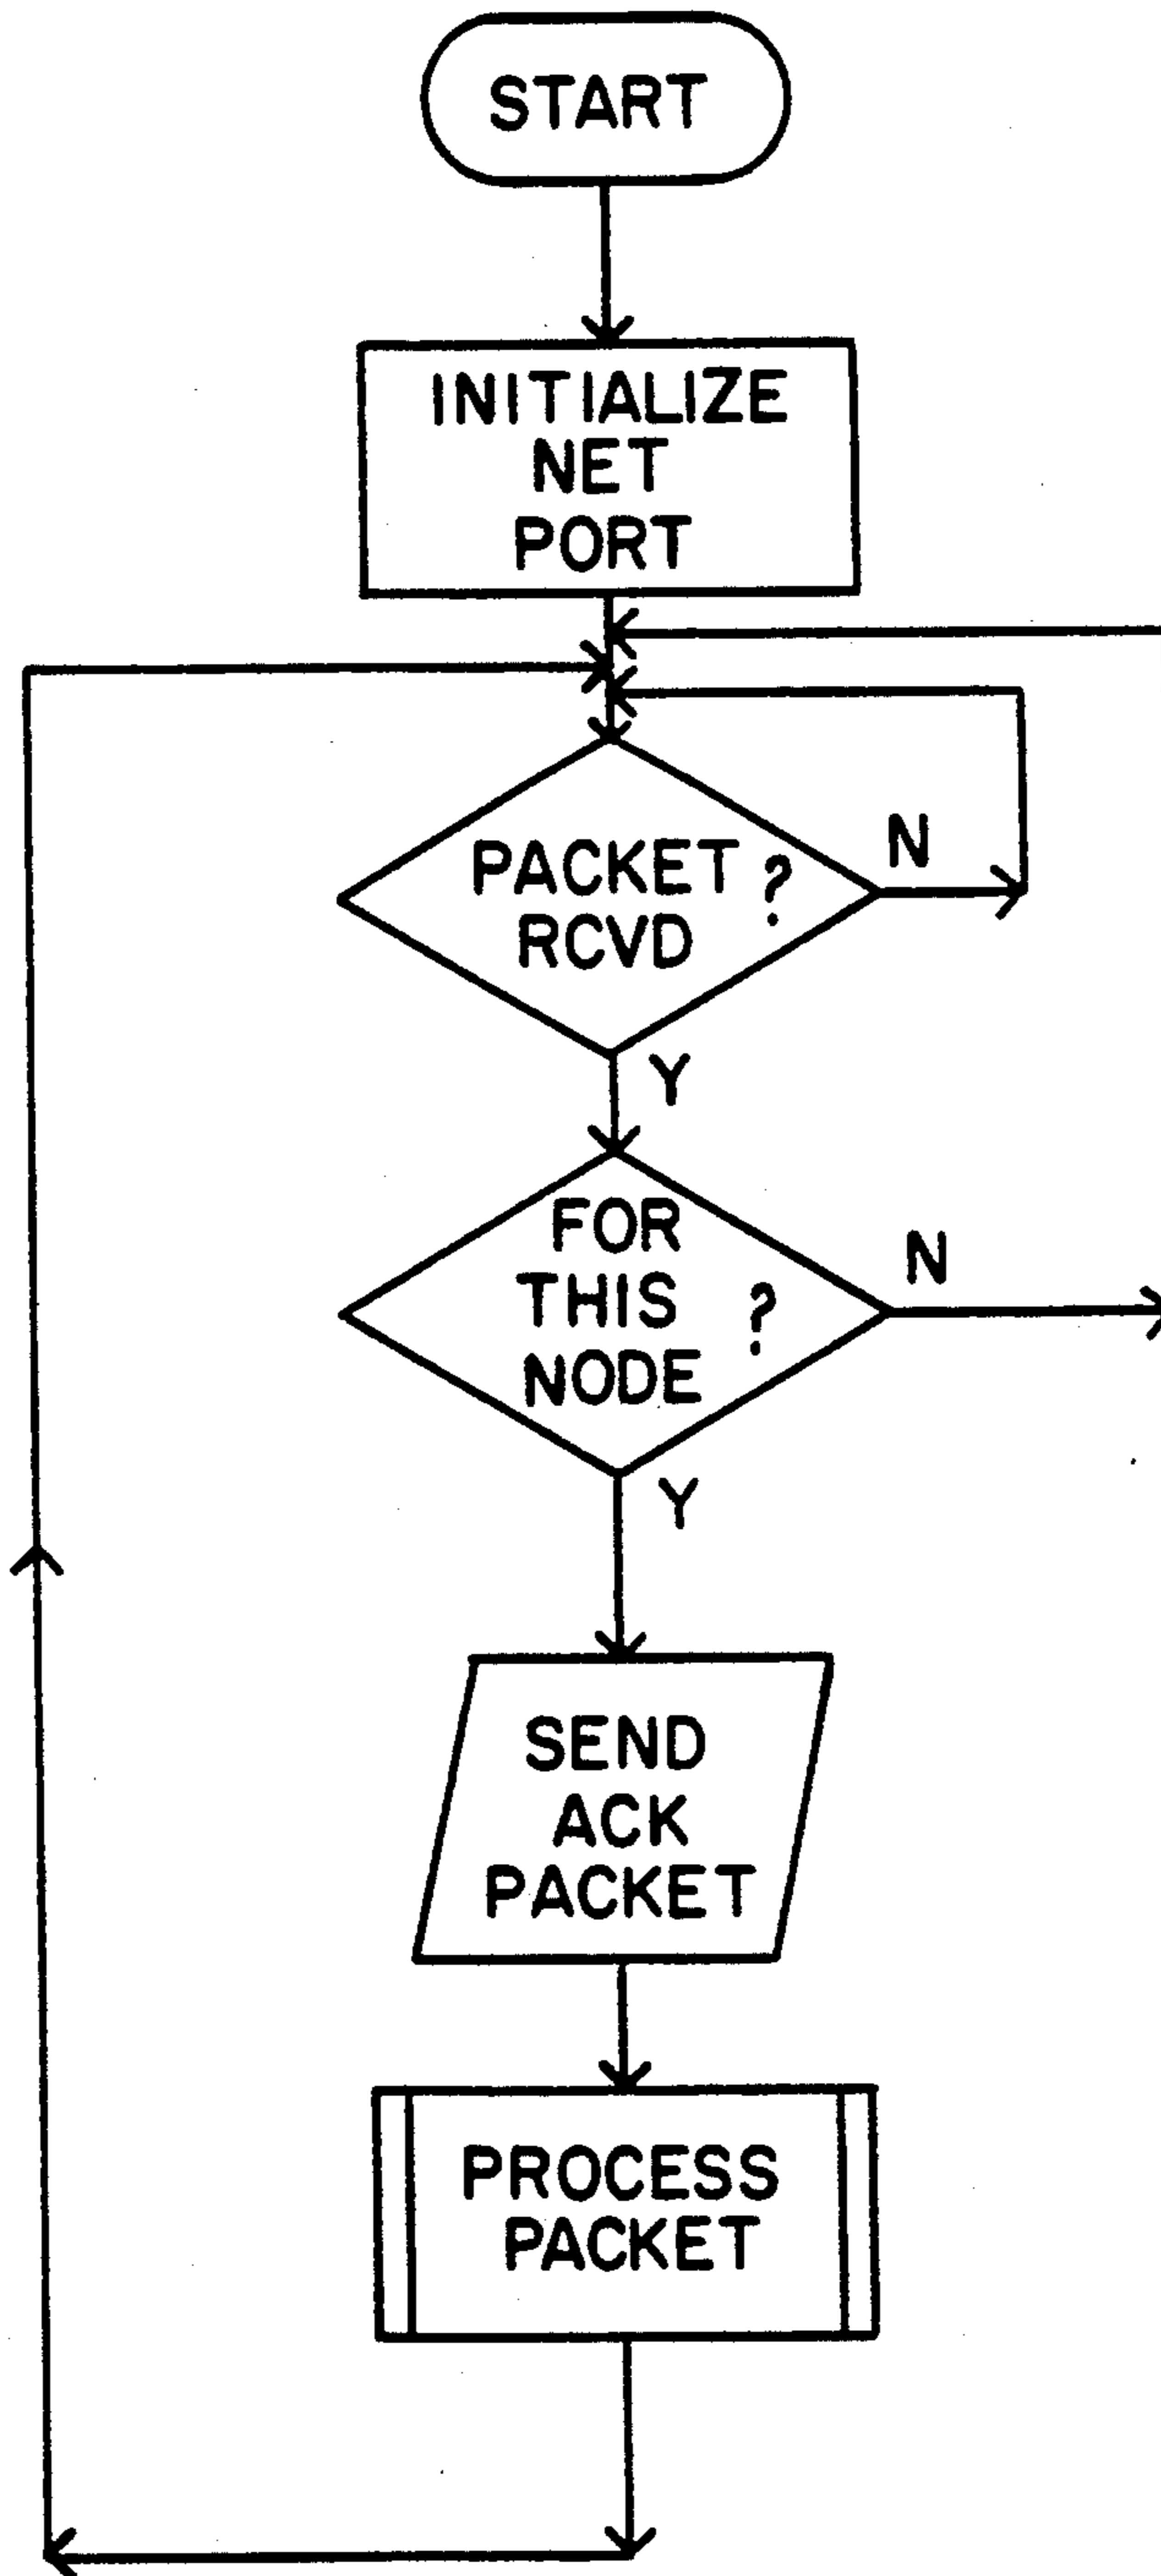 START
INITIALIZE
NET
PORT
PACKET ?
RCVD
N
Y
FOR
THIS ?
NODE
N
Y
SEND
ACK
PACKET
PROCESS
PACKET